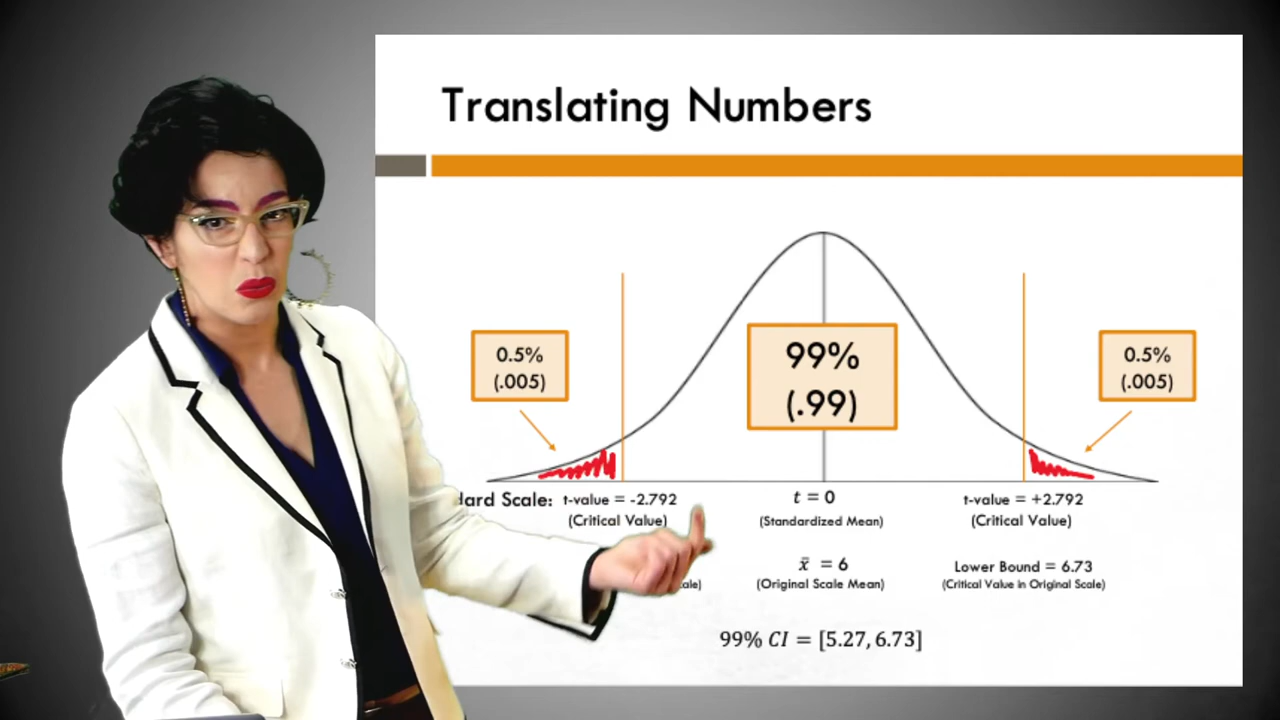 Translating Numbers
0.5%
(.005)
99%
(.99)
0.5%
(.005)
Scale: t-value = -2.792
(Critical Value)
t = 0
(Standardized Mean)
t-value = +2.792
(Critical Value)
x̄ = 6
(Original Scale Mean)
Lower Bound = 6.73
(Critical Value in Original Scale)
99% CI = [5.27, 6.73]